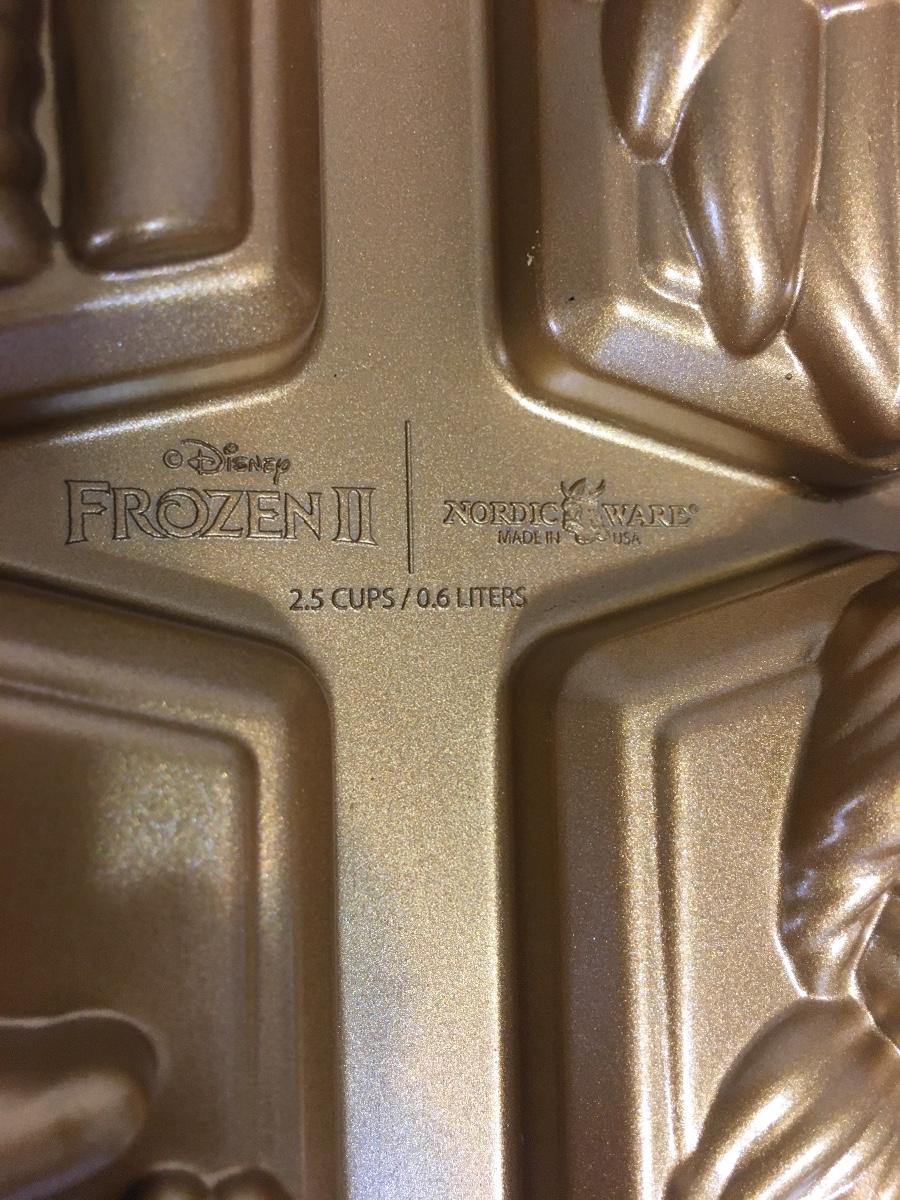 © Disney
FROZEN II
NORDIC WARE®
MADE IN USA
2.5 CUPS / 0.6 LITERS